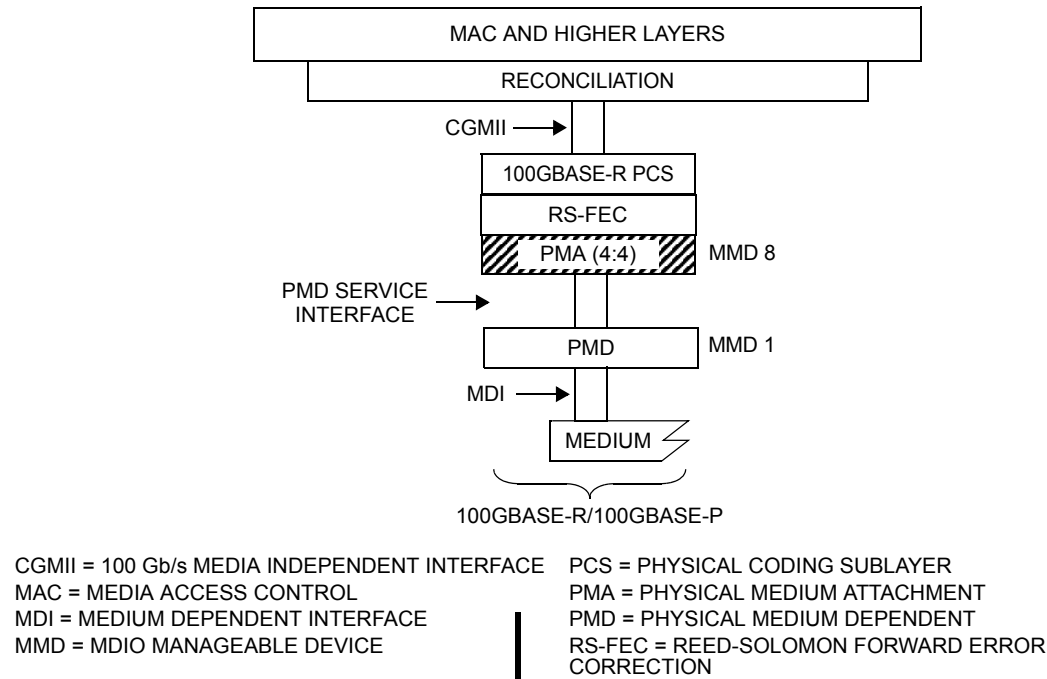 MAC AND HIGHER LAYERS
RECONCILIATION
CGMII
100GBASE-R PCS
RS-FEC
PMA (4:4)
MMD 8
PMD SERVICE
INTERFACE
PMD
MMD 1
MDI
MEDIUM
100GBASE-R/100GBASE-P
CGMII = 100 Gb/s MEDIA INDEPENDENT INTERFACE
MAC = MEDIA ACCESS CONTROL
MDI = MEDIUM DEPENDENT INTERFACE
MMD = MDIO MANAGEABLE DEVICE
PCS = PHYSICAL CODING SUBLAYER
PMA = PHYSICAL MEDIUM ATTACHMENT
PMD = PHYSICAL MEDIUM DEPENDENT
RS-FEC = REED-SOLOMON FORWARD ERROR
CORRECTION